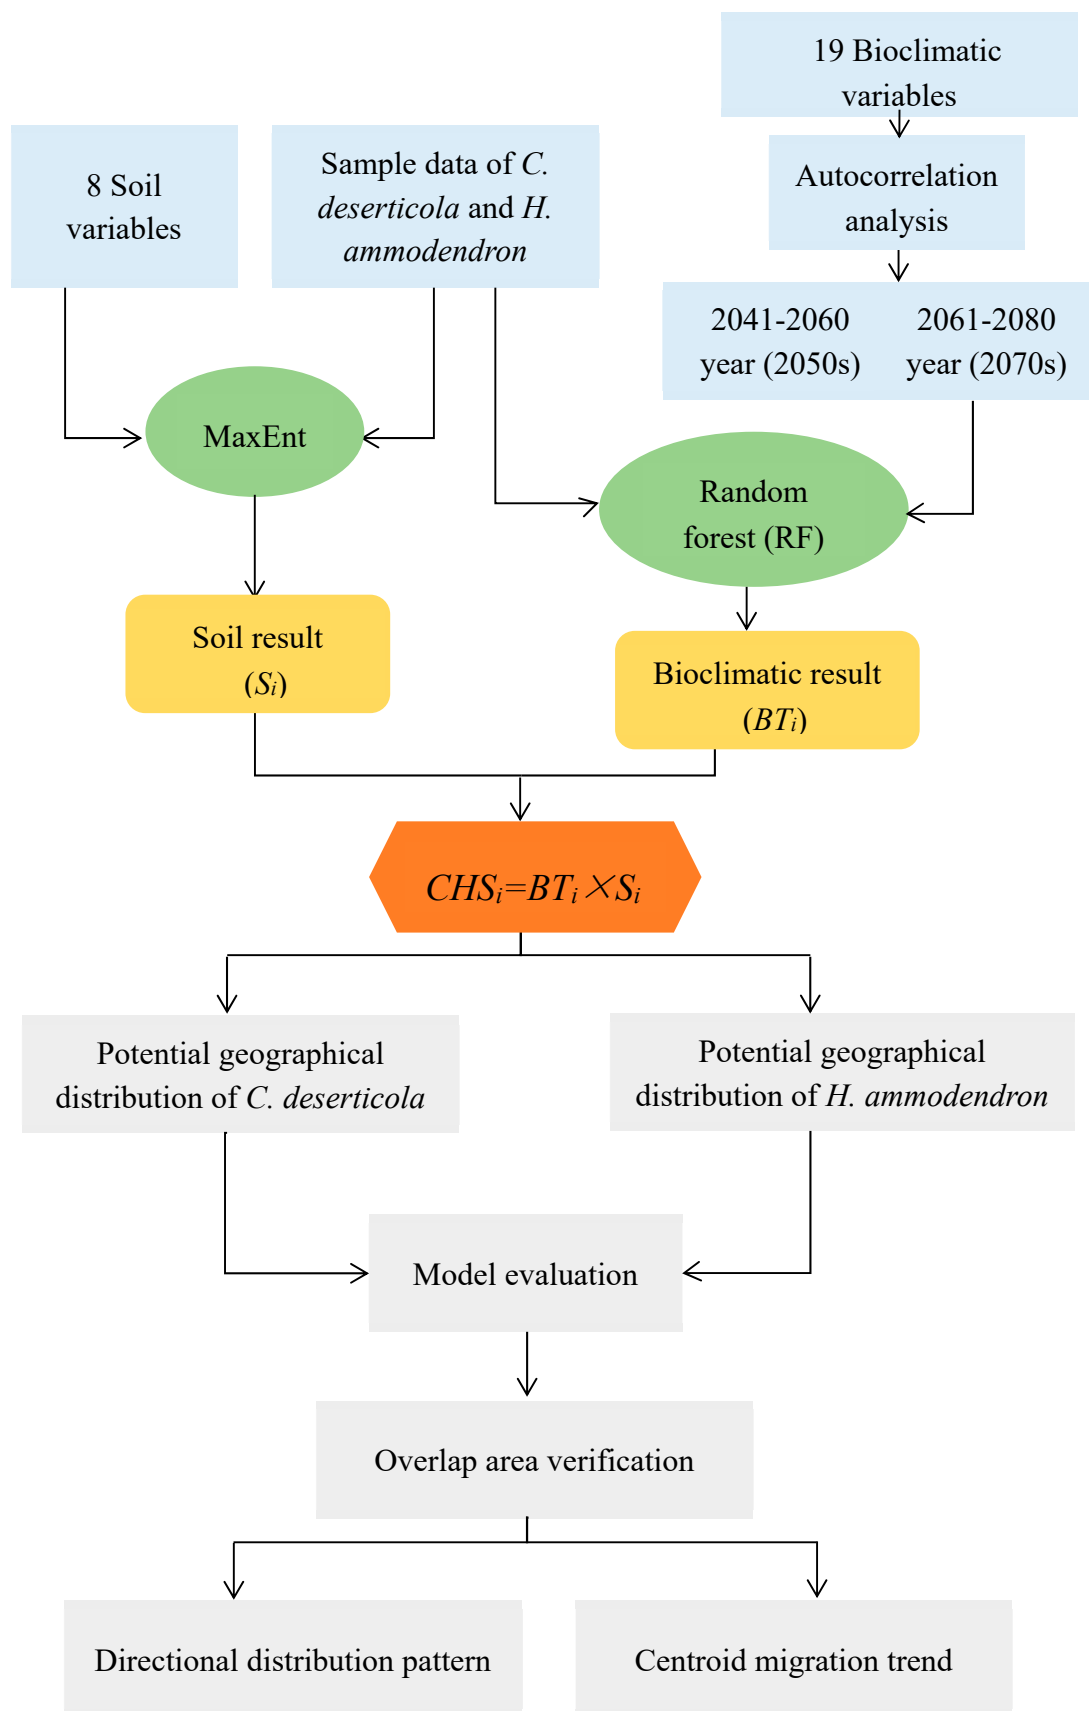 19 Bioclimatic
variables
8 Soil
variables
Sample data of C.
deserticola and H.
ammodendron
Autocorrelation
analysis
2041-2060
year (2050s)
2061-2080
year (2070s)
MaxEnt
Random
forest (RF)
Soil result
(Si)
Bioclimatic result
(BTi)
CHSi=BTi×Si
Potential geographical
distribution of C. deserticola
Potential geographical
distribution of H. ammodendron
Model evaluation
Overlap area verification
Directional distribution pattern
Centroid migration trend